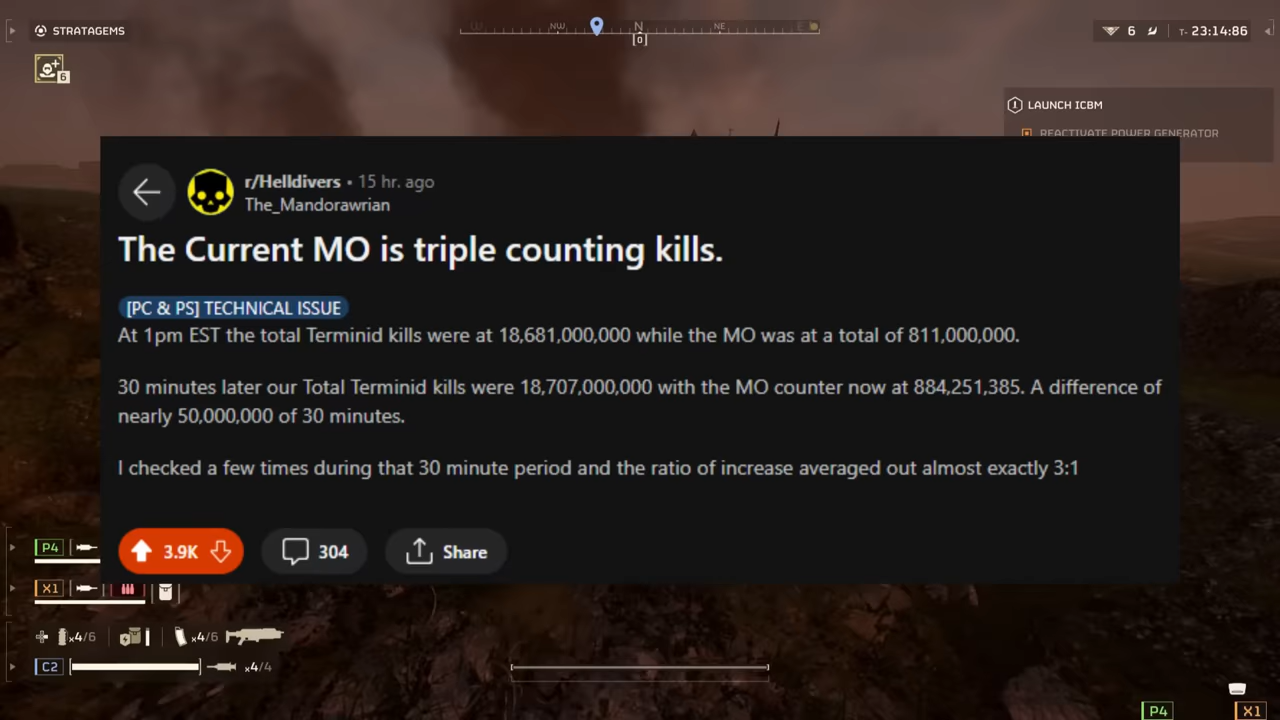 STRATAGEMS
NW
N
NE
[0]
6
T- 23:14:86
6
LAUNCH ICBM
REACTIVATE POWER GENERATOR
r/Helldivers • 15 hr. ago
The_Mandorawrian
The Current MO is triple counting kills.
[PC & PS] TECHNICAL ISSUE
At 1pm EST the total Terminid kills were at 18,681,000,000 while the MO was at a total of 811,000,000.
30 minutes later our Total Terminid kills were 18,707,000,000 with the MO counter now at 884,251,385. A difference of
nearly 50,000,000 of 30 minutes.
I checked a few times during that 30 minute period and the ratio of increase averaged out almost exactly 3:1
3.9K
304
Share
P4
X1
x4/6
x4/6
C2
x4/4
P4
X1